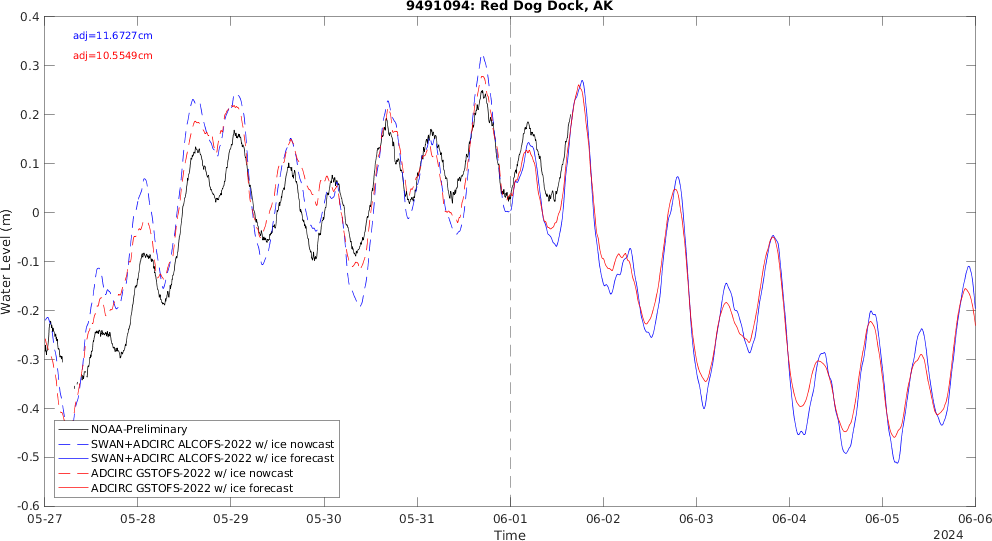 9491094: Red Dog Dock, AK
adj=11.6727cm
adj=10.5549cm
0.4
0.3
0.2
0.1
0
-0.1
-0.2
-0.3
-0.4
-0.5
-0.6
Water Level (m)
NOAA-Preliminary
SWAN+ADCIRC ALCOFS-2022 w/ ice nowcast
SWAN+ADCIRC ALCOFS-2022 w/ ice forecast
ADCIRC GSTOFS-2022 w/ ice nowcast
ADCIRC GSTOFS-2022 w/ ice forecast
05-27 05-28 05-29 05-30 05-31 06-01 06-02 06-03 06-04 06-05 06-06
Time
2024